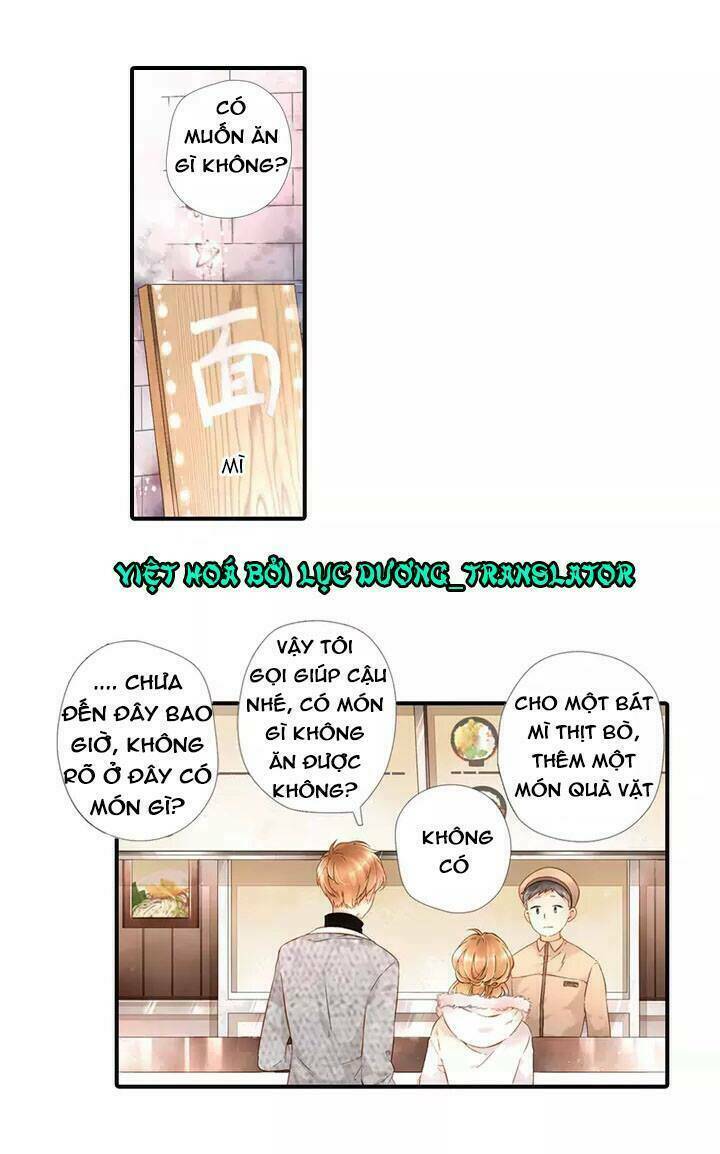 CÓ
MUỐN ĂN
GÌ KHÔNG?
面
MÌ
VIỆT HOÁ BỞI LỤC DƯƠNG_TRANSLATOR
.... CHƯA
ĐẾN ĐÂY BAO
GIỜ, KHÔNG
RÕ Ở ĐÂY CÓ
MÓN GÌ?
VẬY TÔI
GỌI GIÚP CẬU
NHÉ, CÓ MÓN
GÌ KHÔNG
ĂN ĐƯỢC
KHÔNG?
KHÔNG
CÓ
CHO MỘT BÁT
MÌ THỊT BÒ,
THÊM MỘT
MÓN QUÀ VẶT